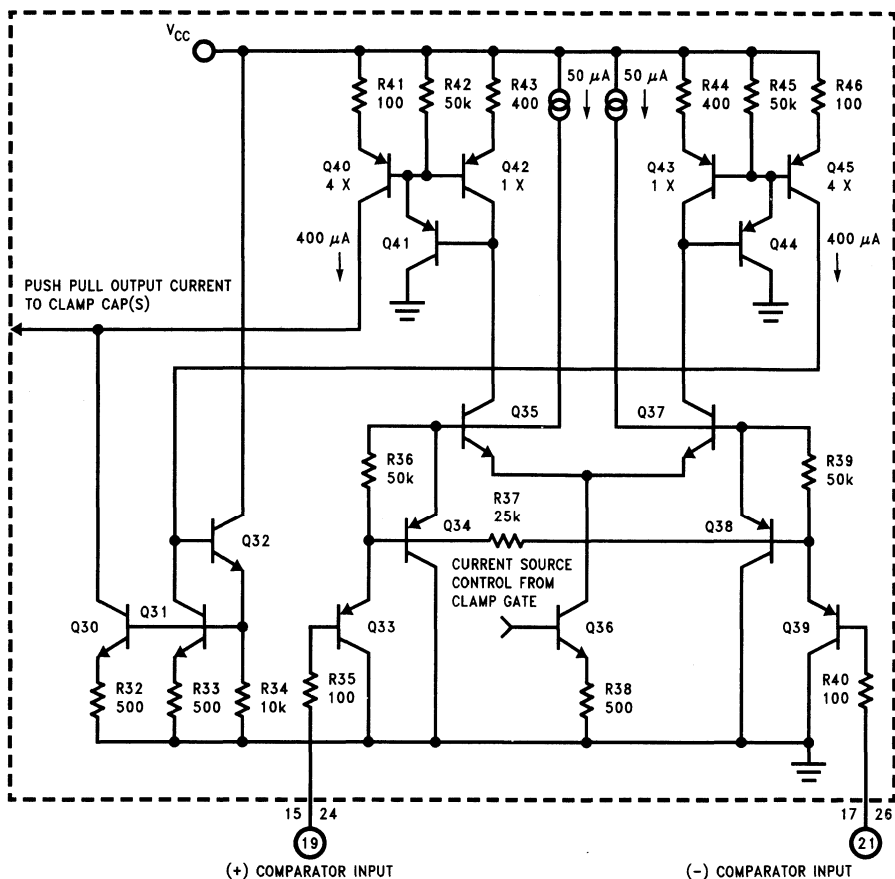 VCC
R41
100
R42
50k
R43
400
50 μA
50 μA
R44
400
R45
50k
R46
100
Q40
4 X
Q42
1 X
Q43
1 X
Q45
4 X
Q41
Q44
400 μA
400 μA
PUSH PULL OUTPUT CURRENT
TO CLAMP CAP(S)
Q35
Q37
R36
50k
R37
25k
R39
50k
Q34
Q38
Q32
CURRENT SOURCE
CONTROL FROM
CLAMP GATE
Q30
Q31
Q33
Q36
Q39
R32
500
R33
500
R34
10k
R35
100
R38
500
R40
100
15 24
17 26
19
21
(+) COMPARATOR INPUT
(-) COMPARATOR INPUT